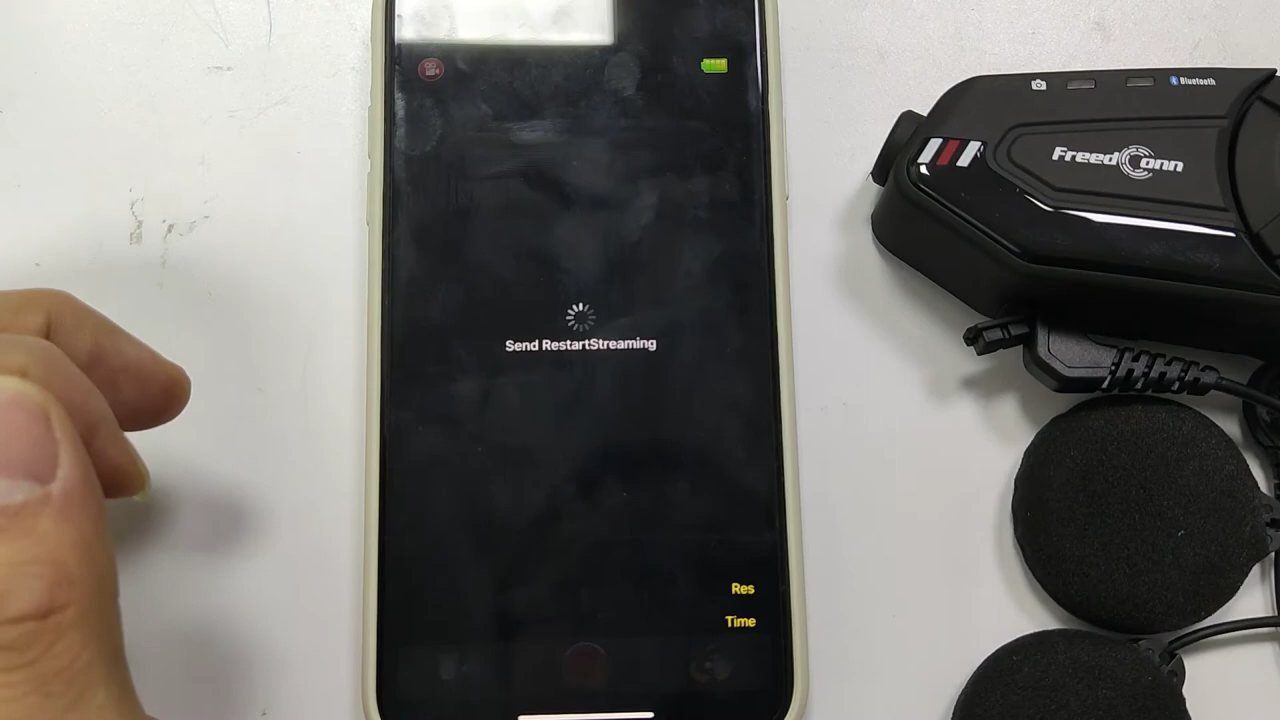 Bluetooth
FreedConn
Send RestartStreaming
Res
Time